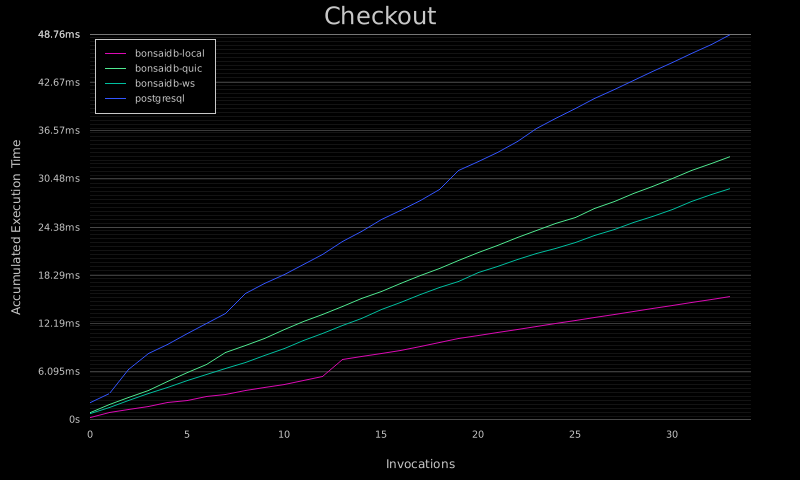 Checkout
48.76ms
42.67ms
36.57ms
30.48ms
24.38ms
18.29ms
12.19ms
6.095ms
0s
bonsaidb-local
bonsaidb-quic
bonsaidb-ws
postgresql
Accumulated Execution Time
0 5 10 15 20 25 30
Invocations